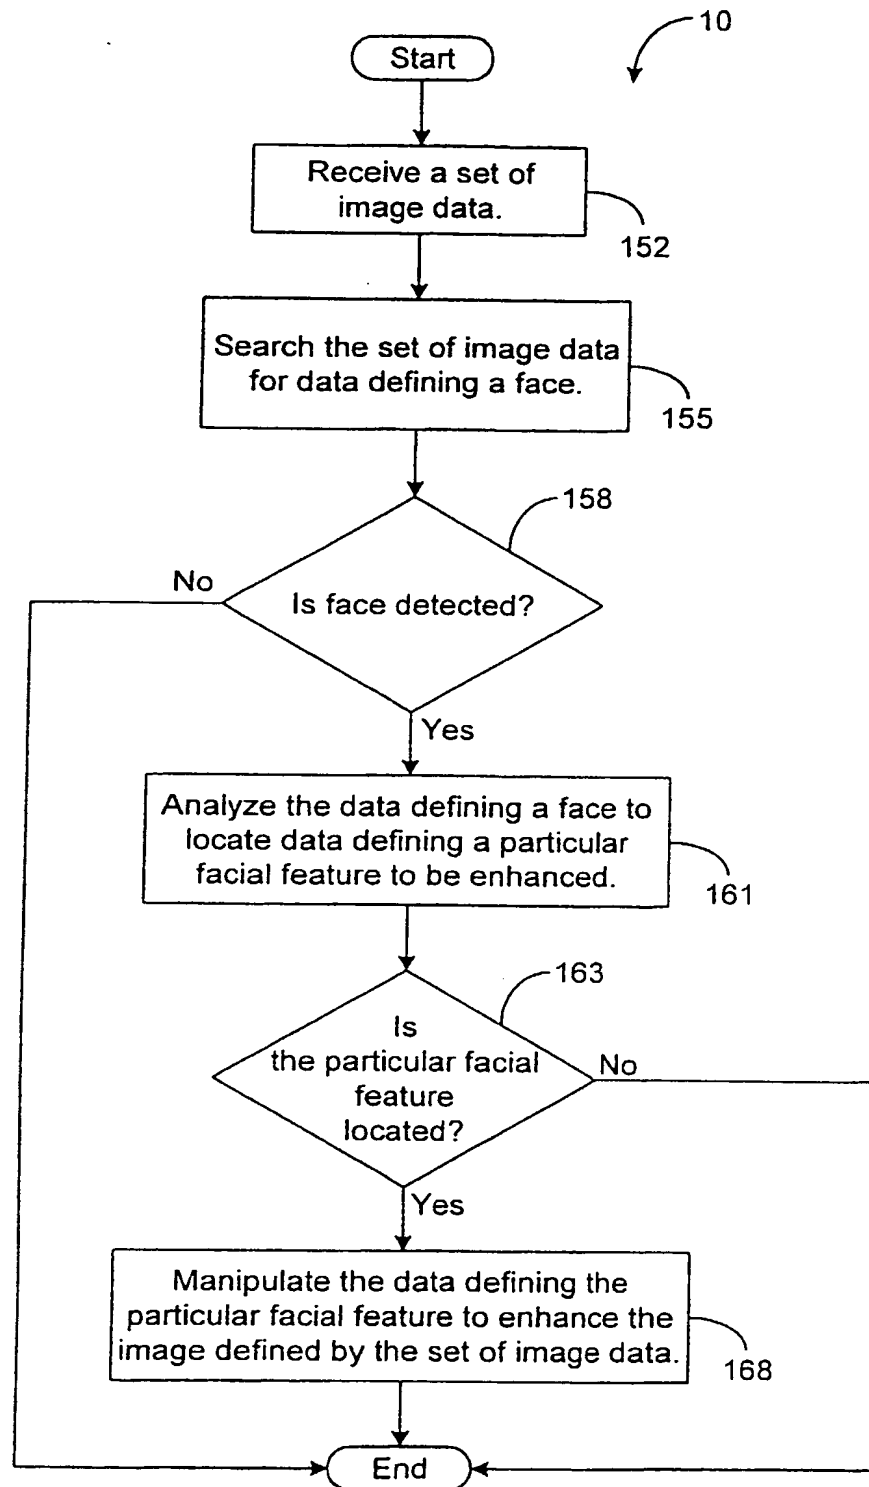 10
Start
Receive a set of
image data.
152
Search the set of image data
for data defining a face.
155
158
No
Is face detected?
Yes
Analyze the data defining a face to
locate data defining a particular
facial feature to be enhanced.
161
163
Is
the particular facial
feature
located?
No
Yes
Manipulate the data defining the
particular facial feature to enhance the
image defined by the set of image data.
168
End